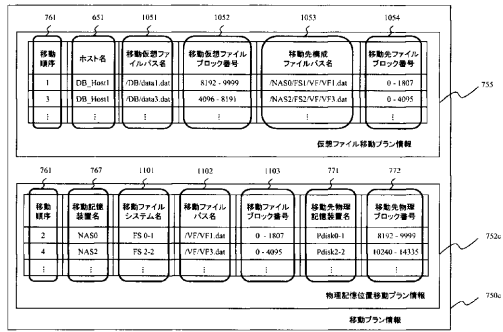 761 651 1051 1052 1053 1054
移動順序 ホスト名 移動仮想ファイルパス名 移動仮想ファイルブロック番号 移動先構成ファイルパス名 移動先ファイルブロック番号
1 DB_Host1 /DB/data1.dat 8192 - 9999 /NAS0/FS1/VF/VF1.dat 0 - 1807
3 DB_Host1 /DB/data3.dat 4096 - 8191 /NAS2/FS2/VF/VF3.dat 0 - 4095
⋮ ⋮ ⋮ ⋮ ⋮ ⋮
仮想ファイル移動プラン情報
755
761 767 1101 1102 1103 771 772
移動順序 移動記憶装置名 移動ファイルシステム名 移動ファイルパス名 移動ファイルブロック番号 移動先物理記憶装置名 移動先物理ブロック番号
2 NAS0 FS 0-1 /VF/VF1.dat 0 - 1807 Pdisk0-1 8192 - 9999
4 NAS2 FS 2-2 /VF/VF3.dat 0 - 4095 Pdisk2-2 10240 - 14335
⋮ ⋮ ⋮ ⋮ ⋮ ⋮ ⋮
物理記憶位置移動プラン情報
752c
移動プラン情報
750c